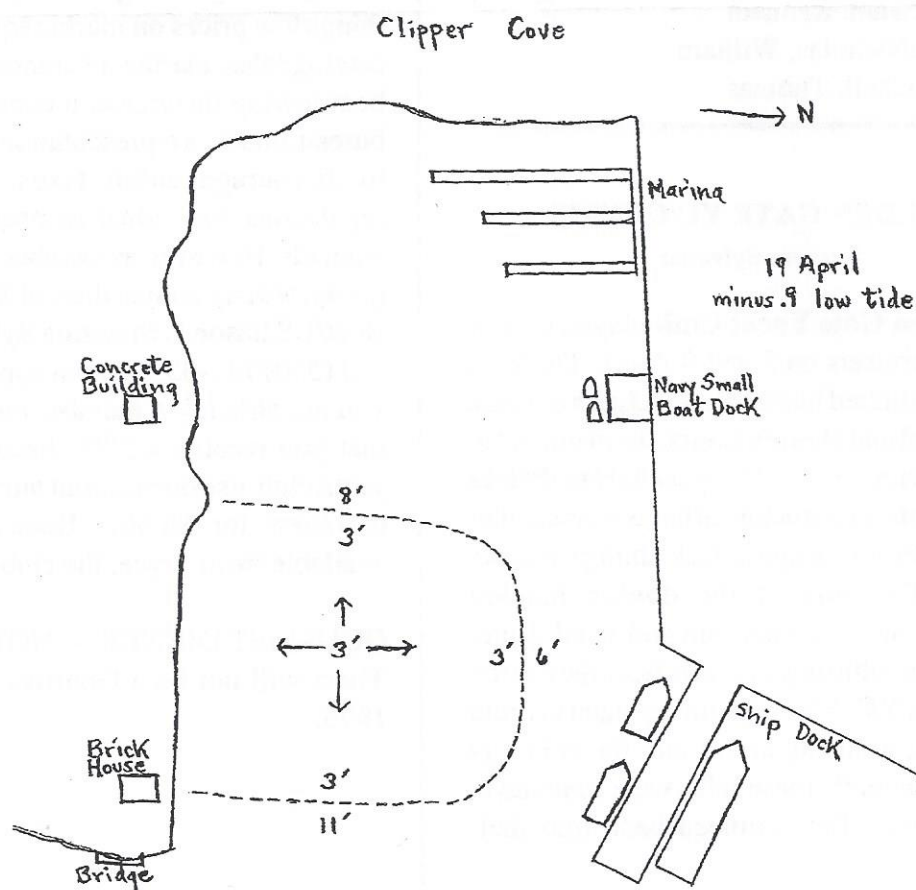 Clipper Cove
N
Marina
19 April
minus .9 low tide
Concrete
Building
Navy Small
Boat Dock
8'
3'
3
3' 6'
Ship Dock
Brick
House
3'
11'
Bridge